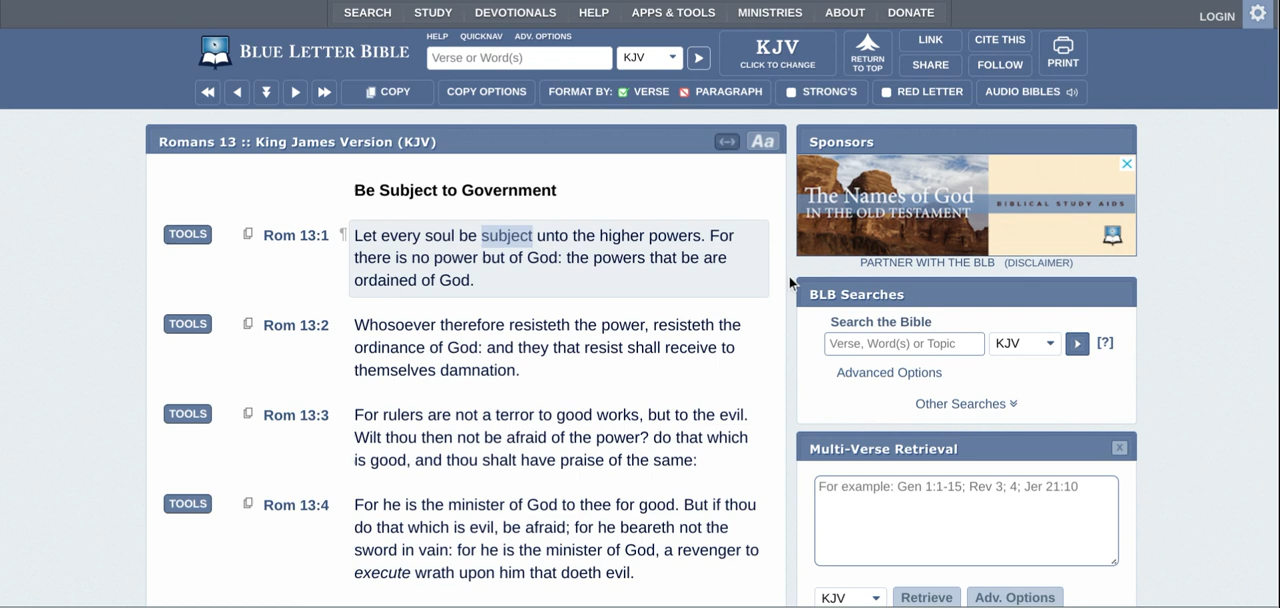 SEARCH STUDY DEVOTIONALS HELP APPS & TOOLS MINISTRIES ABOUT DONATE LOGIN
HELP QUICKNAV ADV. OPTIONS
BLUE LETTER BIBLE
Verse or Word(s) KJV
KJV
CLICK TO CHANGE
RETURN
TO TOP
LINK
SHARE
CITE THIS
FOLLOW
PRINT
COPY COPY OPTIONS FORMAT BY: VERSE PARAGRAPH STRONG'S RED LETTER AUDIO BIBLES
Romans 13 :: King James Version (KJV) Aa
Be Subject to Government
TOOLS Rom 13:1 ¶ Let every soul be subject unto the higher powers. For
there is no power but of God: the powers that be are
ordained of God.
TOOLS Rom 13:2 Whosoever therefore resisteth the power, resisteth the
ordinance of God: and they that resist shall receive to
themselves damnation.
TOOLS Rom 13:3 For rulers are not a terror to good works, but to the evil.
Wilt thou then not be afraid of the power? do that which
is good, and thou shalt have praise of the same:
TOOLS Rom 13:4 For he is the minister of God to thee for good. But if thou
do that which is evil, be afraid; for he beareth not the
sword in vain: for he is the minister of God, a revenger to
execute wrath upon him that doeth evil.
Sponsors
The Names of God
IN THE OLD TESTAMENT
BIBLICAL STUDY AIDS
PARTNER WITH THE BLB (DISCLAIMER)
BLB Searches
Search the Bible
Verse, Word(s) or Topic KJV [?]
Advanced Options
Other Searches
Multi-Verse Retrieval X
For example: Gen 1:1-15; Rev 3; 4; Jer 21:10
KJV Retrieve Adv. Options